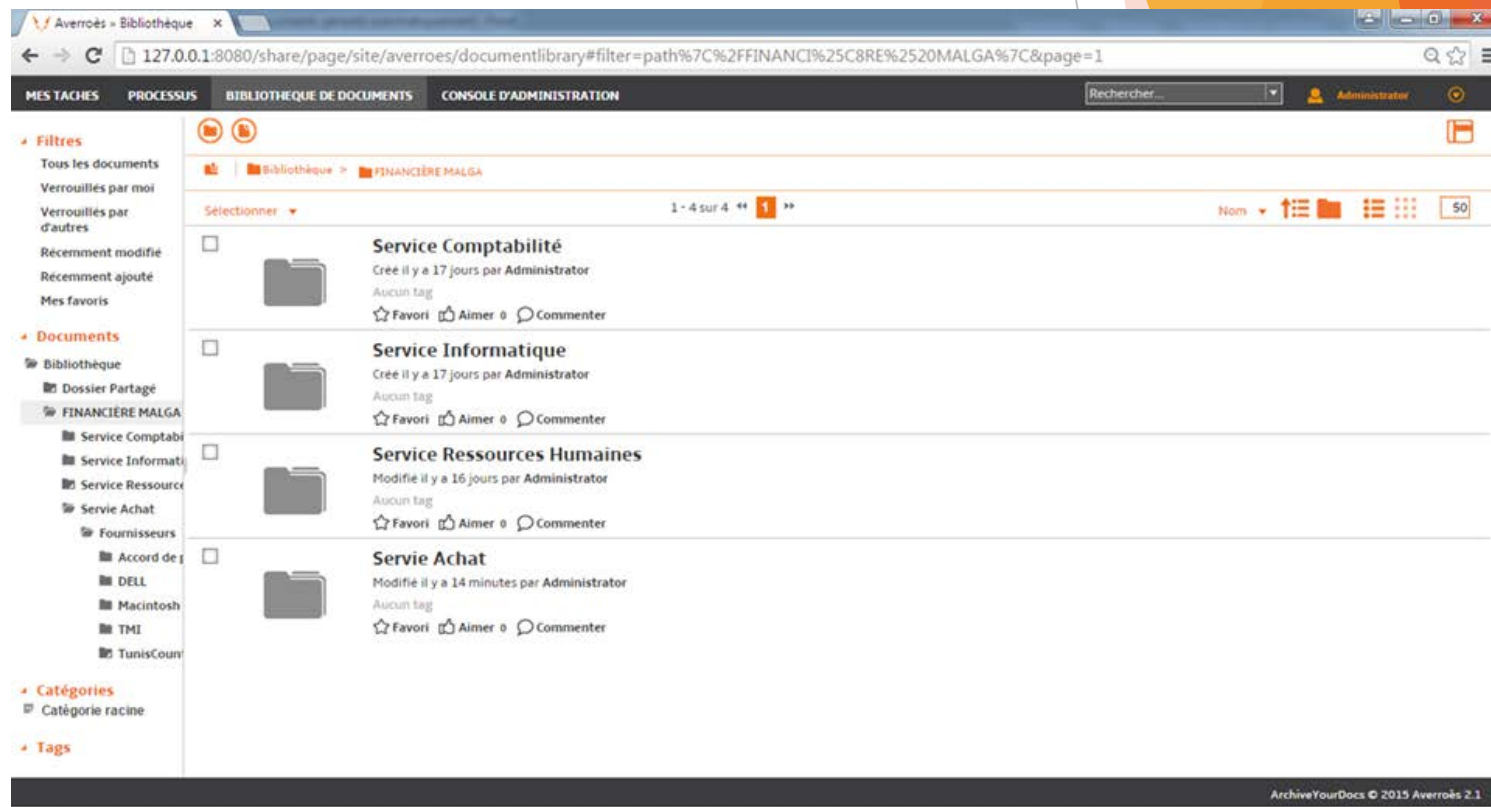 Averroès » Bibliothèque
127.0.0.1:8080/share/page/site/averroes/documentlibrary#filter=path%7C%2FFINANCI%25C8RE%2520MALGA%7C&page=1
MES TACHES PROCESSUS BIBLIOTHEQUE DE DOCUMENTS CONSOLE D'ADMINISTRATION Rechercher... Administrator
Filtres
Tous les documents
Verrouillés par moi
Verrouillés par
d'autres
Récemment modifié
Récemment ajouté
Mes favoris
Documents
Bibliothèque
Dossier Partagé
FINANCIÈRE MALGA
Service Comptabi
Service Informati
Service Ressource
Servie Achat
Fournisseurs
Accord de p
DELL
Macintosh
TMI
TunisCount
Catégories
Catégorie racine
Tags
Bibliothèque > FINANCIÈRE MALGA
Sélectionner 1 - 4 sur 4 << 1 >> Nom 50
Service Comptabilité
Créé il y a 17 jours par Administrator
Aucun tag
Favori Aimer 0 Commenter
Service Informatique
Créé il y a 17 jours par Administrator
Aucun tag
Favori Aimer 0 Commenter
Service Ressources Humaines
Modifié il y a 16 jours par Administrator
Aucun tag
Favori Aimer 0 Commenter
Servie Achat
Modifié il y a 14 minutes par Administrator
Aucun tag
Favori Aimer 0 Commenter
ArchiveYourDocs © 2015 Averroès 2.1